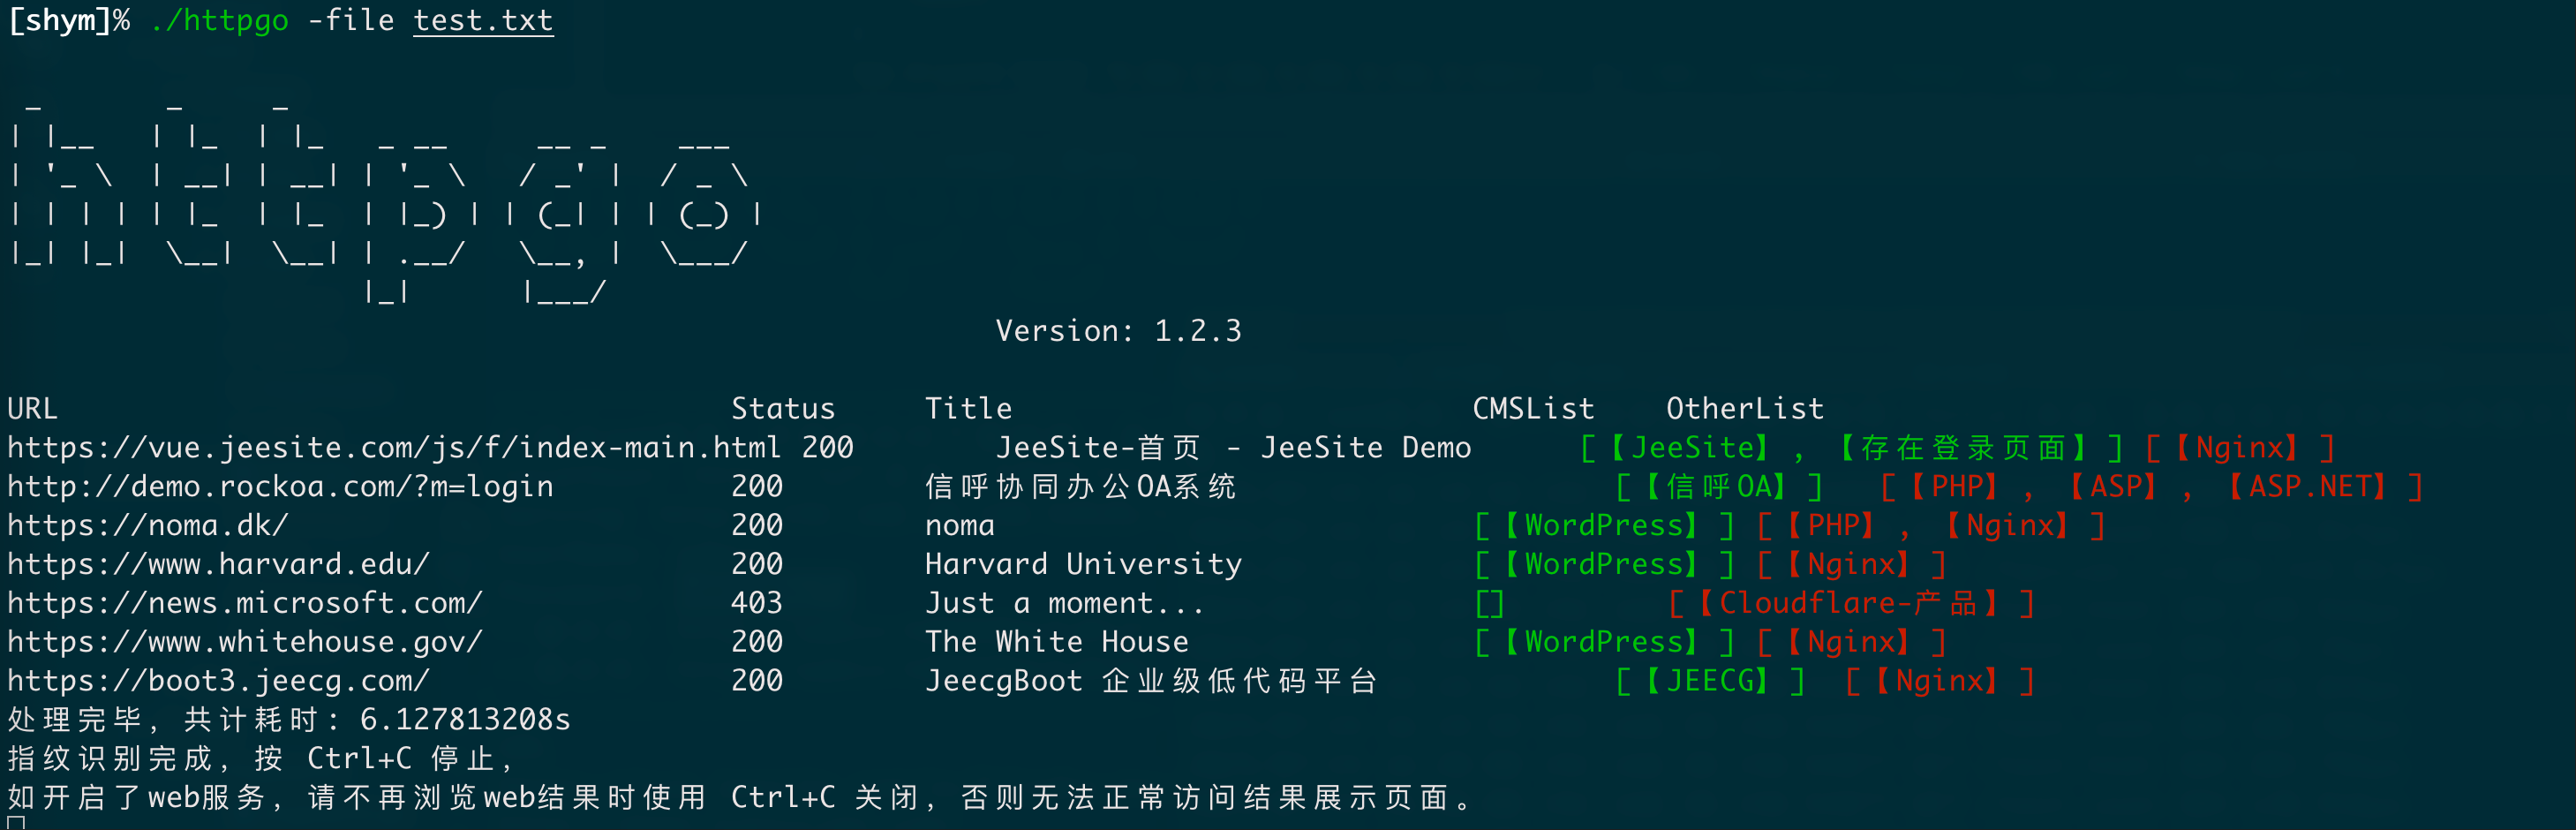 [shym]% ./httpgo -file test.txt
 _       _     _
| |__   | |_  | |_   _ __     __ _    ___
| '_ \  | __| | __| | '_ \   / _' |  / _ \
| | | | | |_  | |_  | |_) | | (_| | | (_) |
|_| |_|  \__|  \__| | .__/   \__, |  \___/
                    |_|      |___/
Version: 1.2.3
URL Status Title CMSList OtherList
https://vue.jeesite.com/js/f/index-main.html 200 JeeSite-首页 - JeeSite Demo [【JeeSite】,【存在登录页面】] [【Nginx】]
http://demo.rockoa.com/?m=login 200 信呼协同办公OA系统 [【信呼OA】] [【PHP】,【ASP】,【ASP.NET】]
https://noma.dk/ 200 noma [【WordPress】] [【PHP】,【Nginx】]
https://www.harvard.edu/ 200 Harvard University [【WordPress】] [【Nginx】]
https://news.microsoft.com/ 403 Just a moment... [] [【Cloudflare-产品】]
https://www.whitehouse.gov/ 200 The White House [【WordPress】] [【Nginx】]
https://boot3.jeecg.com/ 200 JeecgBoot 企业级低代码平台 [【JEECG】] [【Nginx】]
处理完毕, 共计耗时: 6.127813208s
指纹识别完成, 按 Ctrl+C 停止,
如开启了web服务, 请不再浏览web结果时使用 Ctrl+C 关闭, 否则无法正常访问结果展示页面。